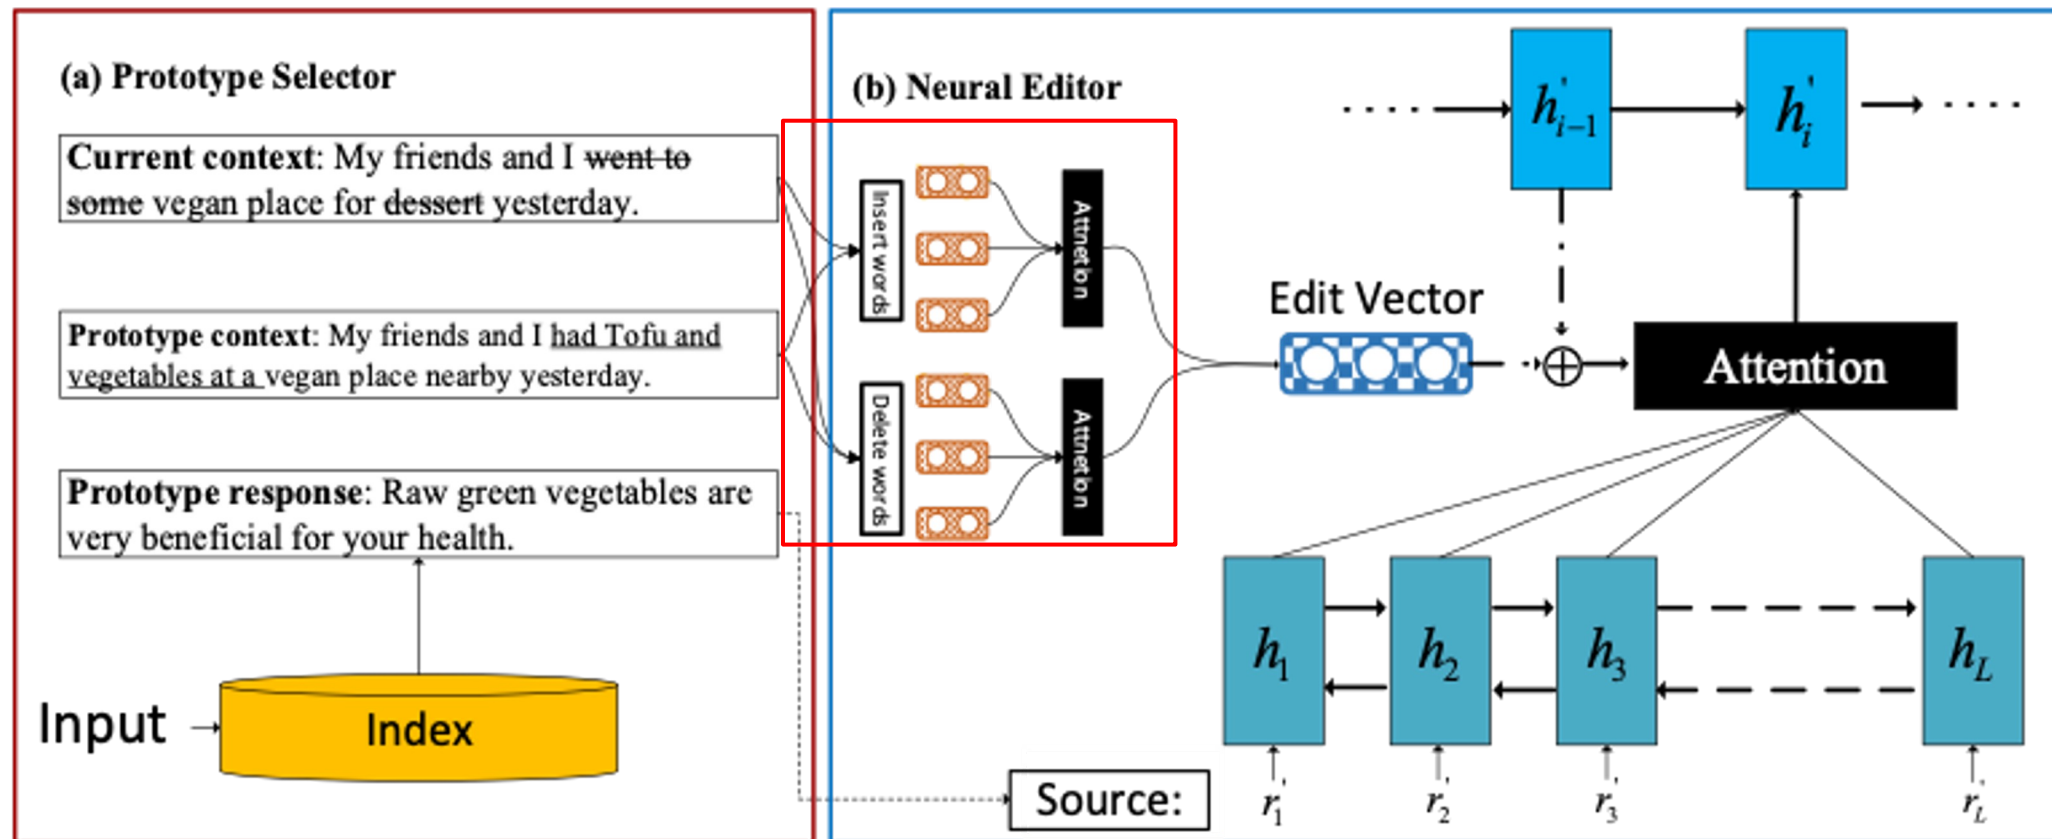 (a) Prototype Selector
Current context: My friends and I went to
some vegan place for dessert yesterday.
Prototype context: My friends and I had Tofu and
vegetables at a vegan place nearby yesterday.
Prototype response: Raw green vegetables are
very beneficial for your health.
Input
Index
(b) Neural Editor
Insert words
Attnetion
Delete words
Attnetion
Edit Vector
h'i−1
h'i
Attention
h1
h2
h3
hL
Source:
r'1
r'2
r'3
r'L